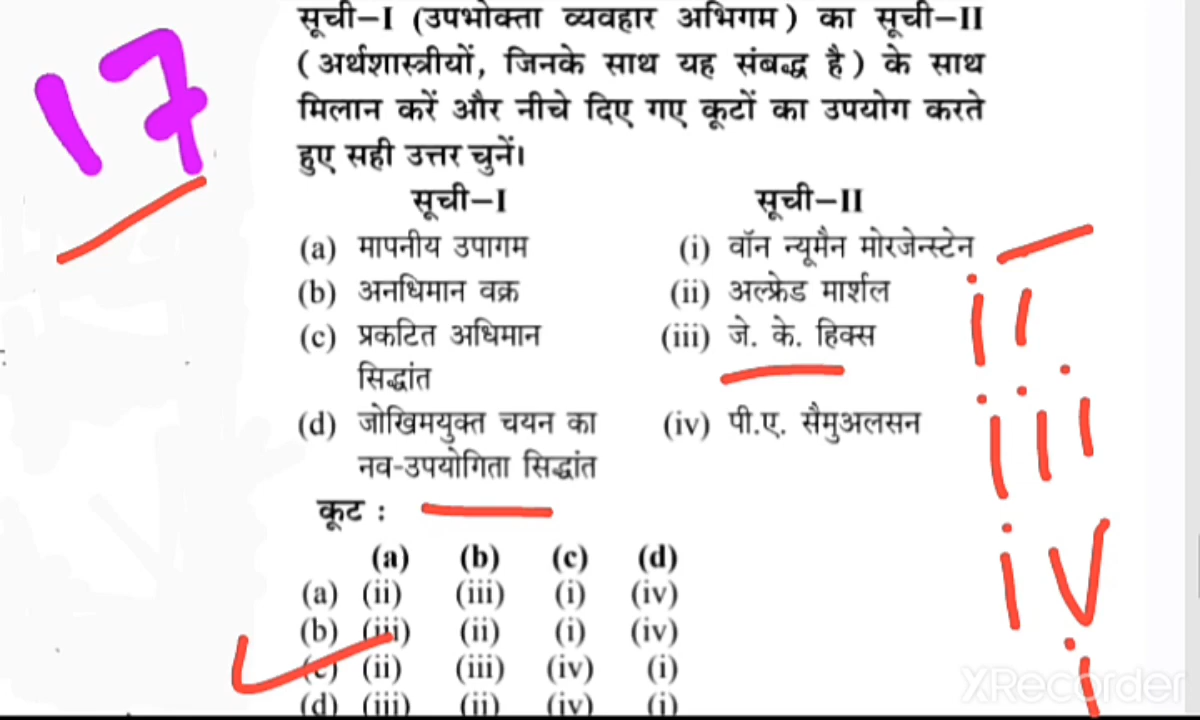 17
सूची–I (उपभोक्ता व्यवहार अभिगम) का सूची–II
(अर्थशास्त्रीयों, जिनके साथ यह संबद्ध है) के साथ
मिलान करें और नीचे दिए गए कूटों का उपयोग करते
हुए सही उत्तर चुनें।
सूची–I सूची–II
(a) मापनीय उपागम (i) वॉन न्यूमैन मोरजेन्स्टेन
(b) अनधिमान वक्र (ii) अल्फ्रेड मार्शल
(c) प्रकटित अधिमान (iii) जे. के. हिक्स
सिद्धांत
(d) जोखिमयुक्त चयन का (iv) पी.ए. सैमुअलसन
नव-उपयोगिता सिद्धांत
कूट :
(a) (b) (c) (d)
(a) (ii) (iii) (i) (iv)
(b) (iii) (ii) (i) (iv)
(c) (ii) (iii) (iv) (i)
(d) (iii) (ii) (iv) (i)
ii
iii
iv
i
XRecorder